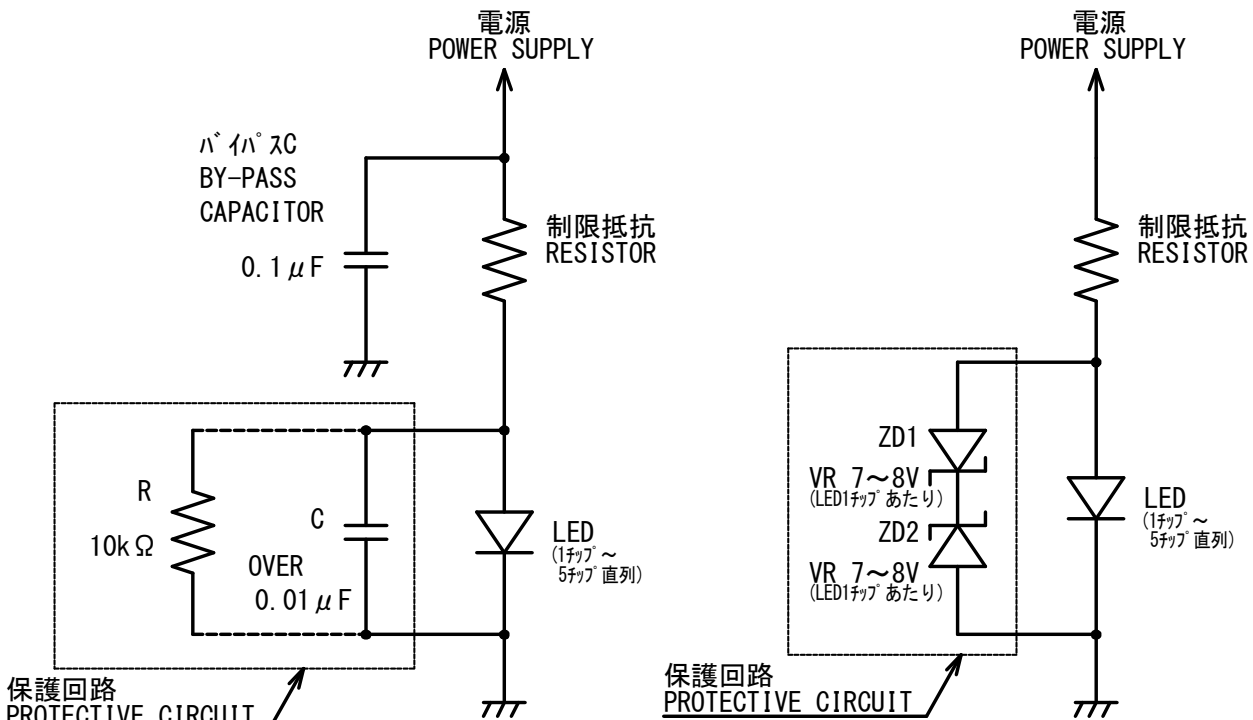 電源
POWER SUPPLY
バイパスC
BY-PASS
CAPACITOR
0.1μF
制限抵抗
RESISTOR
R
10kΩ
C
OVER
0.01μF
LED
(1チップ~
5チップ直列)
保護回路
PROTECTIVE CIRCUIT
電源
POWER SUPPLY
制限抵抗
RESISTOR
ZD1
VR 7~8V
(LED1チップあたり)
ZD2
VR 7~8V
(LED1チップあたり)
LED
(1チップ~
5チップ直列)
保護回路
PROTECTIVE CIRCUIT